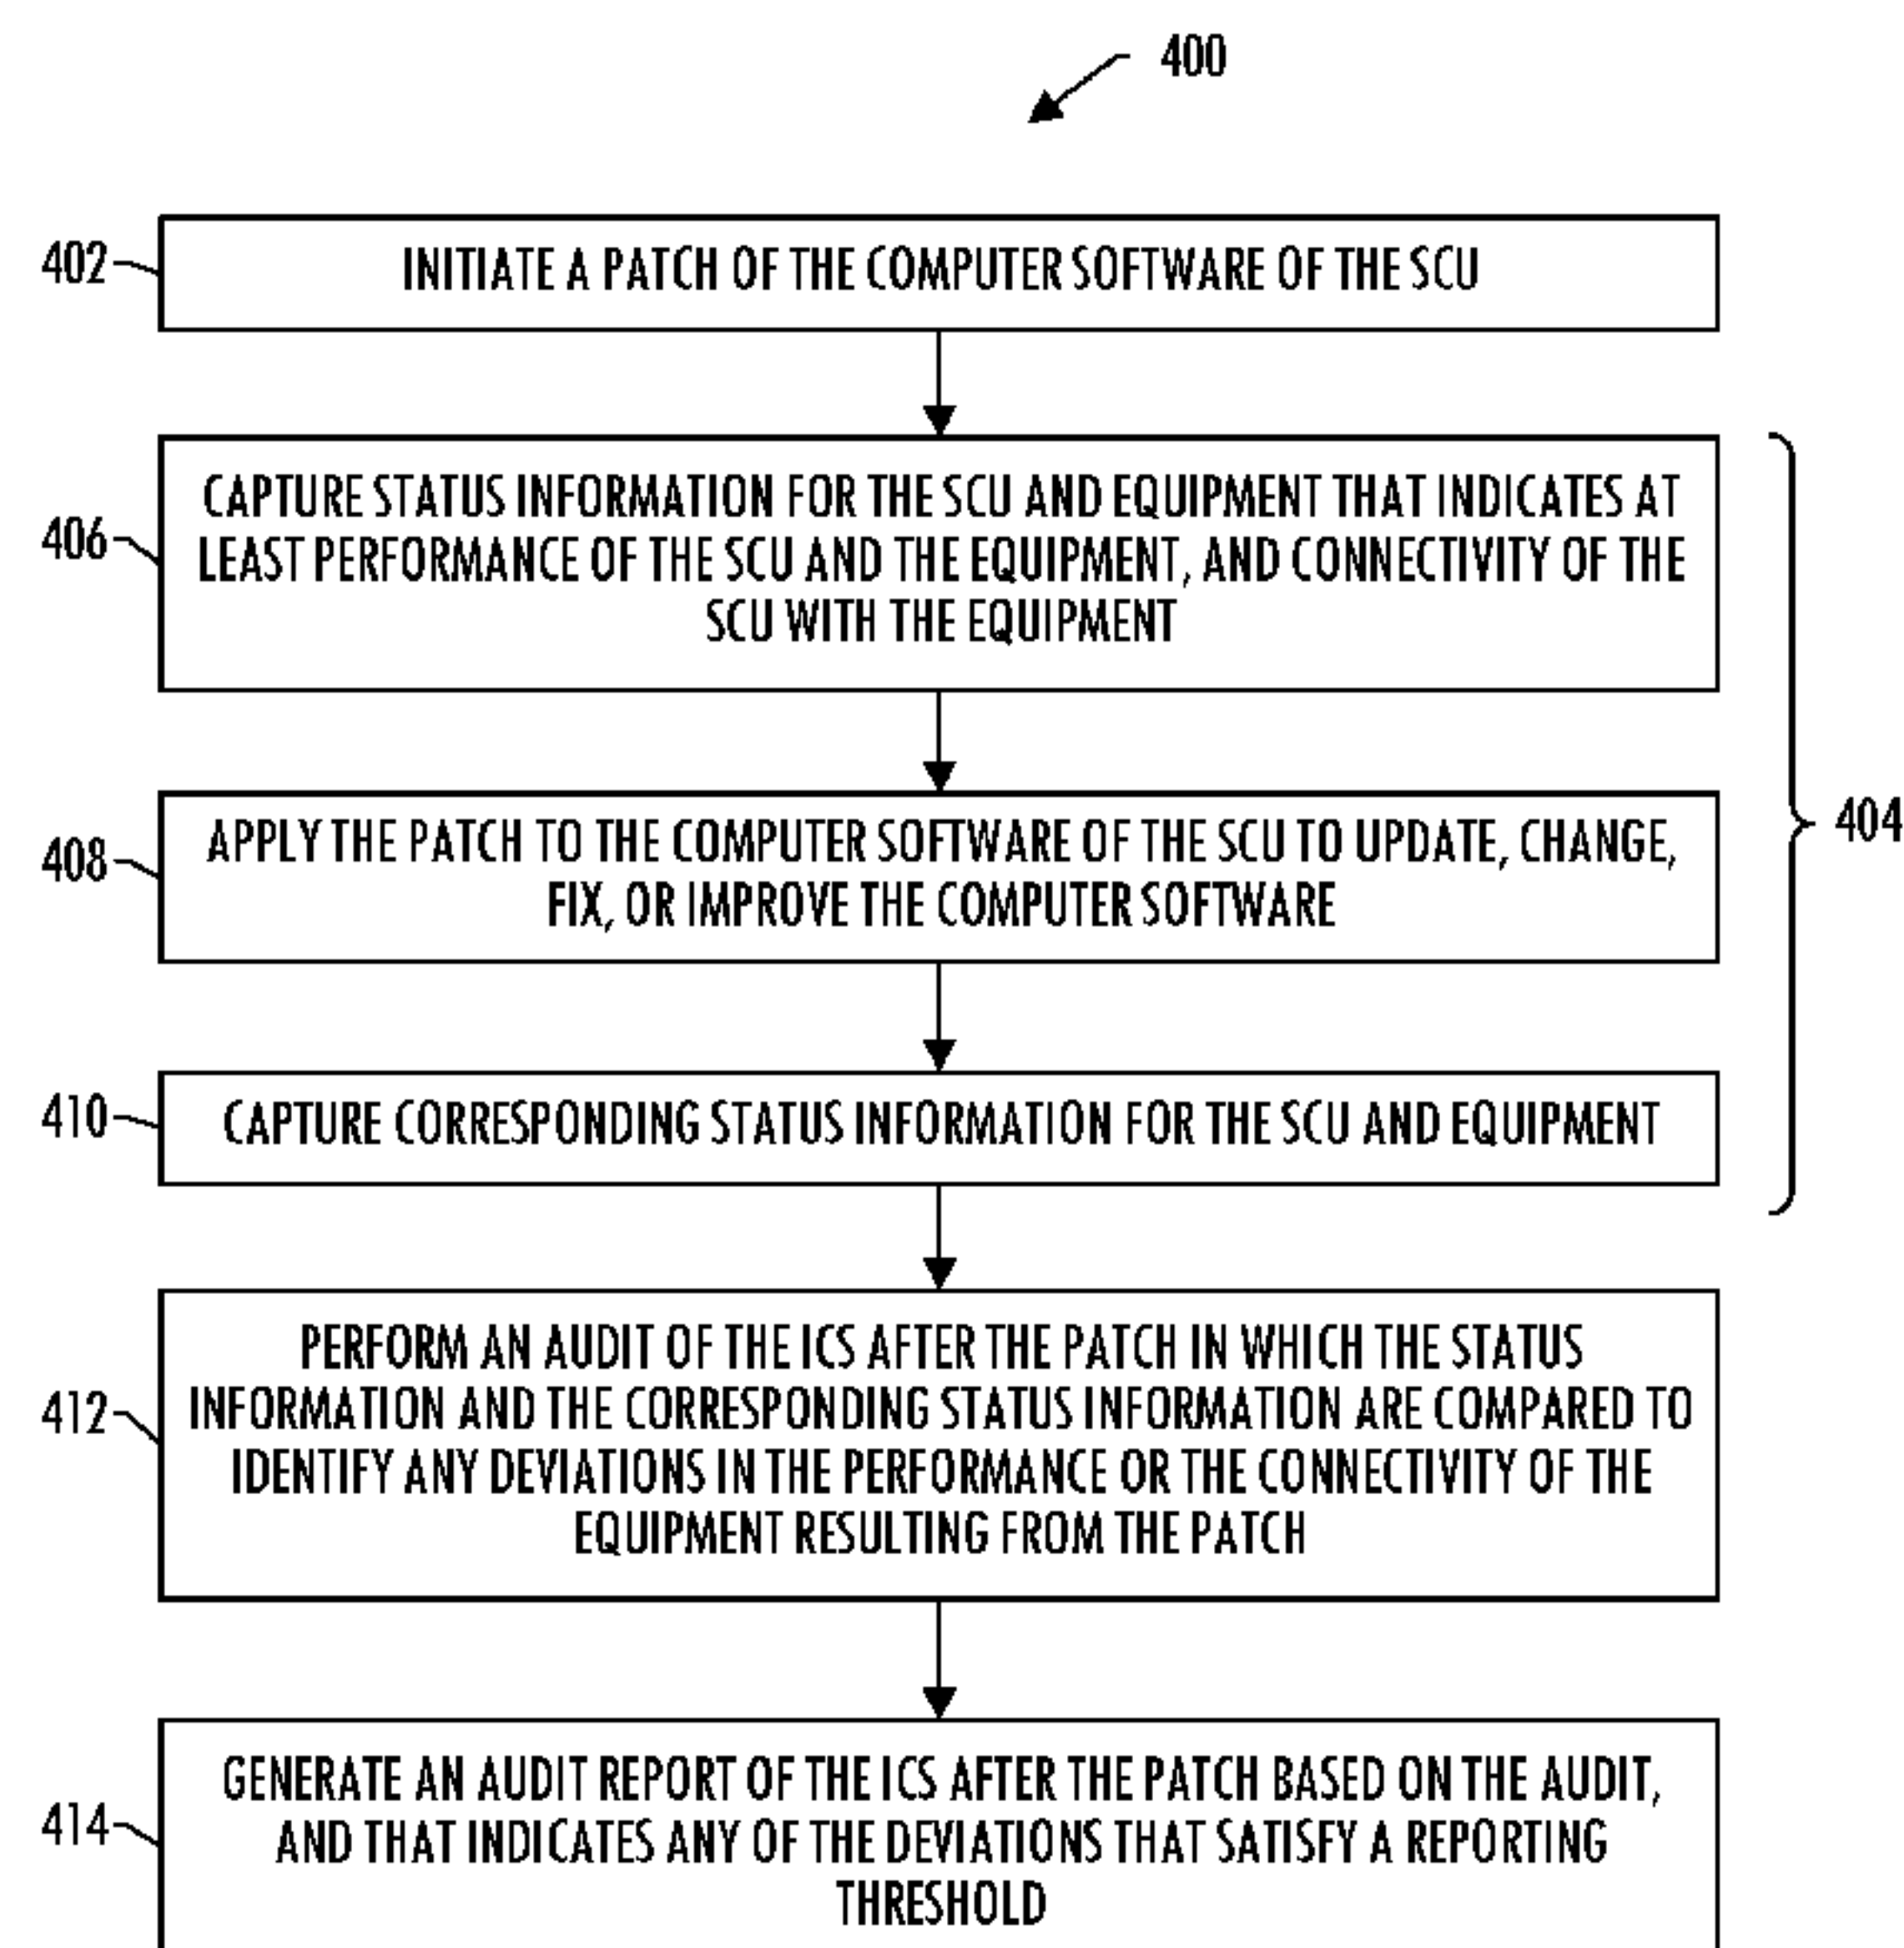 400
402
INITIATE A PATCH OF THE COMPUTER SOFTWARE OF THE SCU
406
CAPTURE STATUS INFORMATION FOR THE SCU AND EQUIPMENT THAT INDICATES AT
LEAST PERFORMANCE OF THE SCU AND THE EQUIPMENT, AND CONNECTIVITY OF THE
SCU WITH THE EQUIPMENT
404
408
APPLY THE PATCH TO THE COMPUTER SOFTWARE OF THE SCU TO UPDATE, CHANGE,
FIX, OR IMPROVE THE COMPUTER SOFTWARE
410
CAPTURE CORRESPONDING STATUS INFORMATION FOR THE SCU AND EQUIPMENT
412
PERFORM AN AUDIT OF THE ICS AFTER THE PATCH IN WHICH THE STATUS
INFORMATION AND THE CORRESPONDING STATUS INFORMATION ARE COMPARED TO
IDENTIFY ANY DEVIATIONS IN THE PERFORMANCE OR THE CONNECTIVITY OF THE
EQUIPMENT RESULTING FROM THE PATCH
414
GENERATE AN AUDIT REPORT OF THE ICS AFTER THE PATCH BASED ON THE AUDIT,
AND THAT INDICATES ANY OF THE DEVIATIONS THAT SATISFY A REPORTING
THRESHOLD